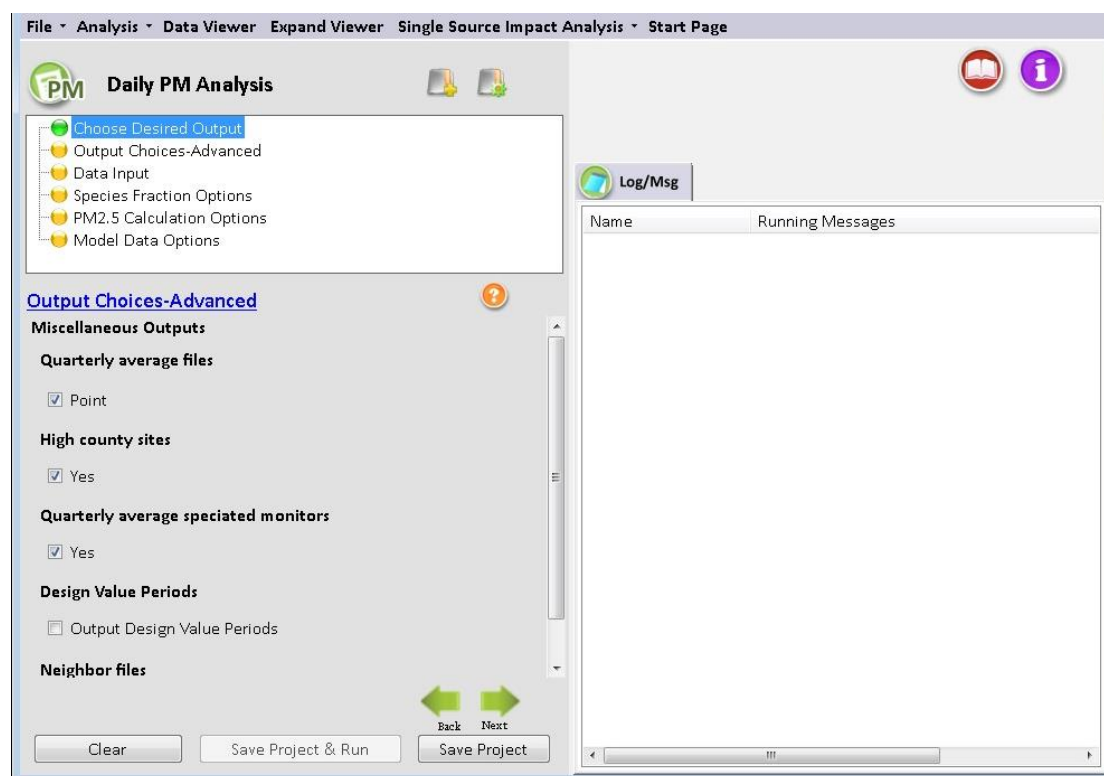 File Analysis Data Viewer Expand Viewer Single Source Impact Analysis Start Page
PM Daily PM Analysis
Choose Desired Output
Output Choices-Advanced
Data Input
Species Fraction Options
PM2.5 Calculation Options
Model Data Options
Output Choices-Advanced
?
Miscellaneous Outputs
Quarterly average files
Point
High county sites
Yes
Quarterly average speciated monitors
Yes
Design Value Periods
Output Design Value Periods
Neighbor files
Back Next
Clear Save Project & Run Save Project
i
Log/Msg
Name Running Messages